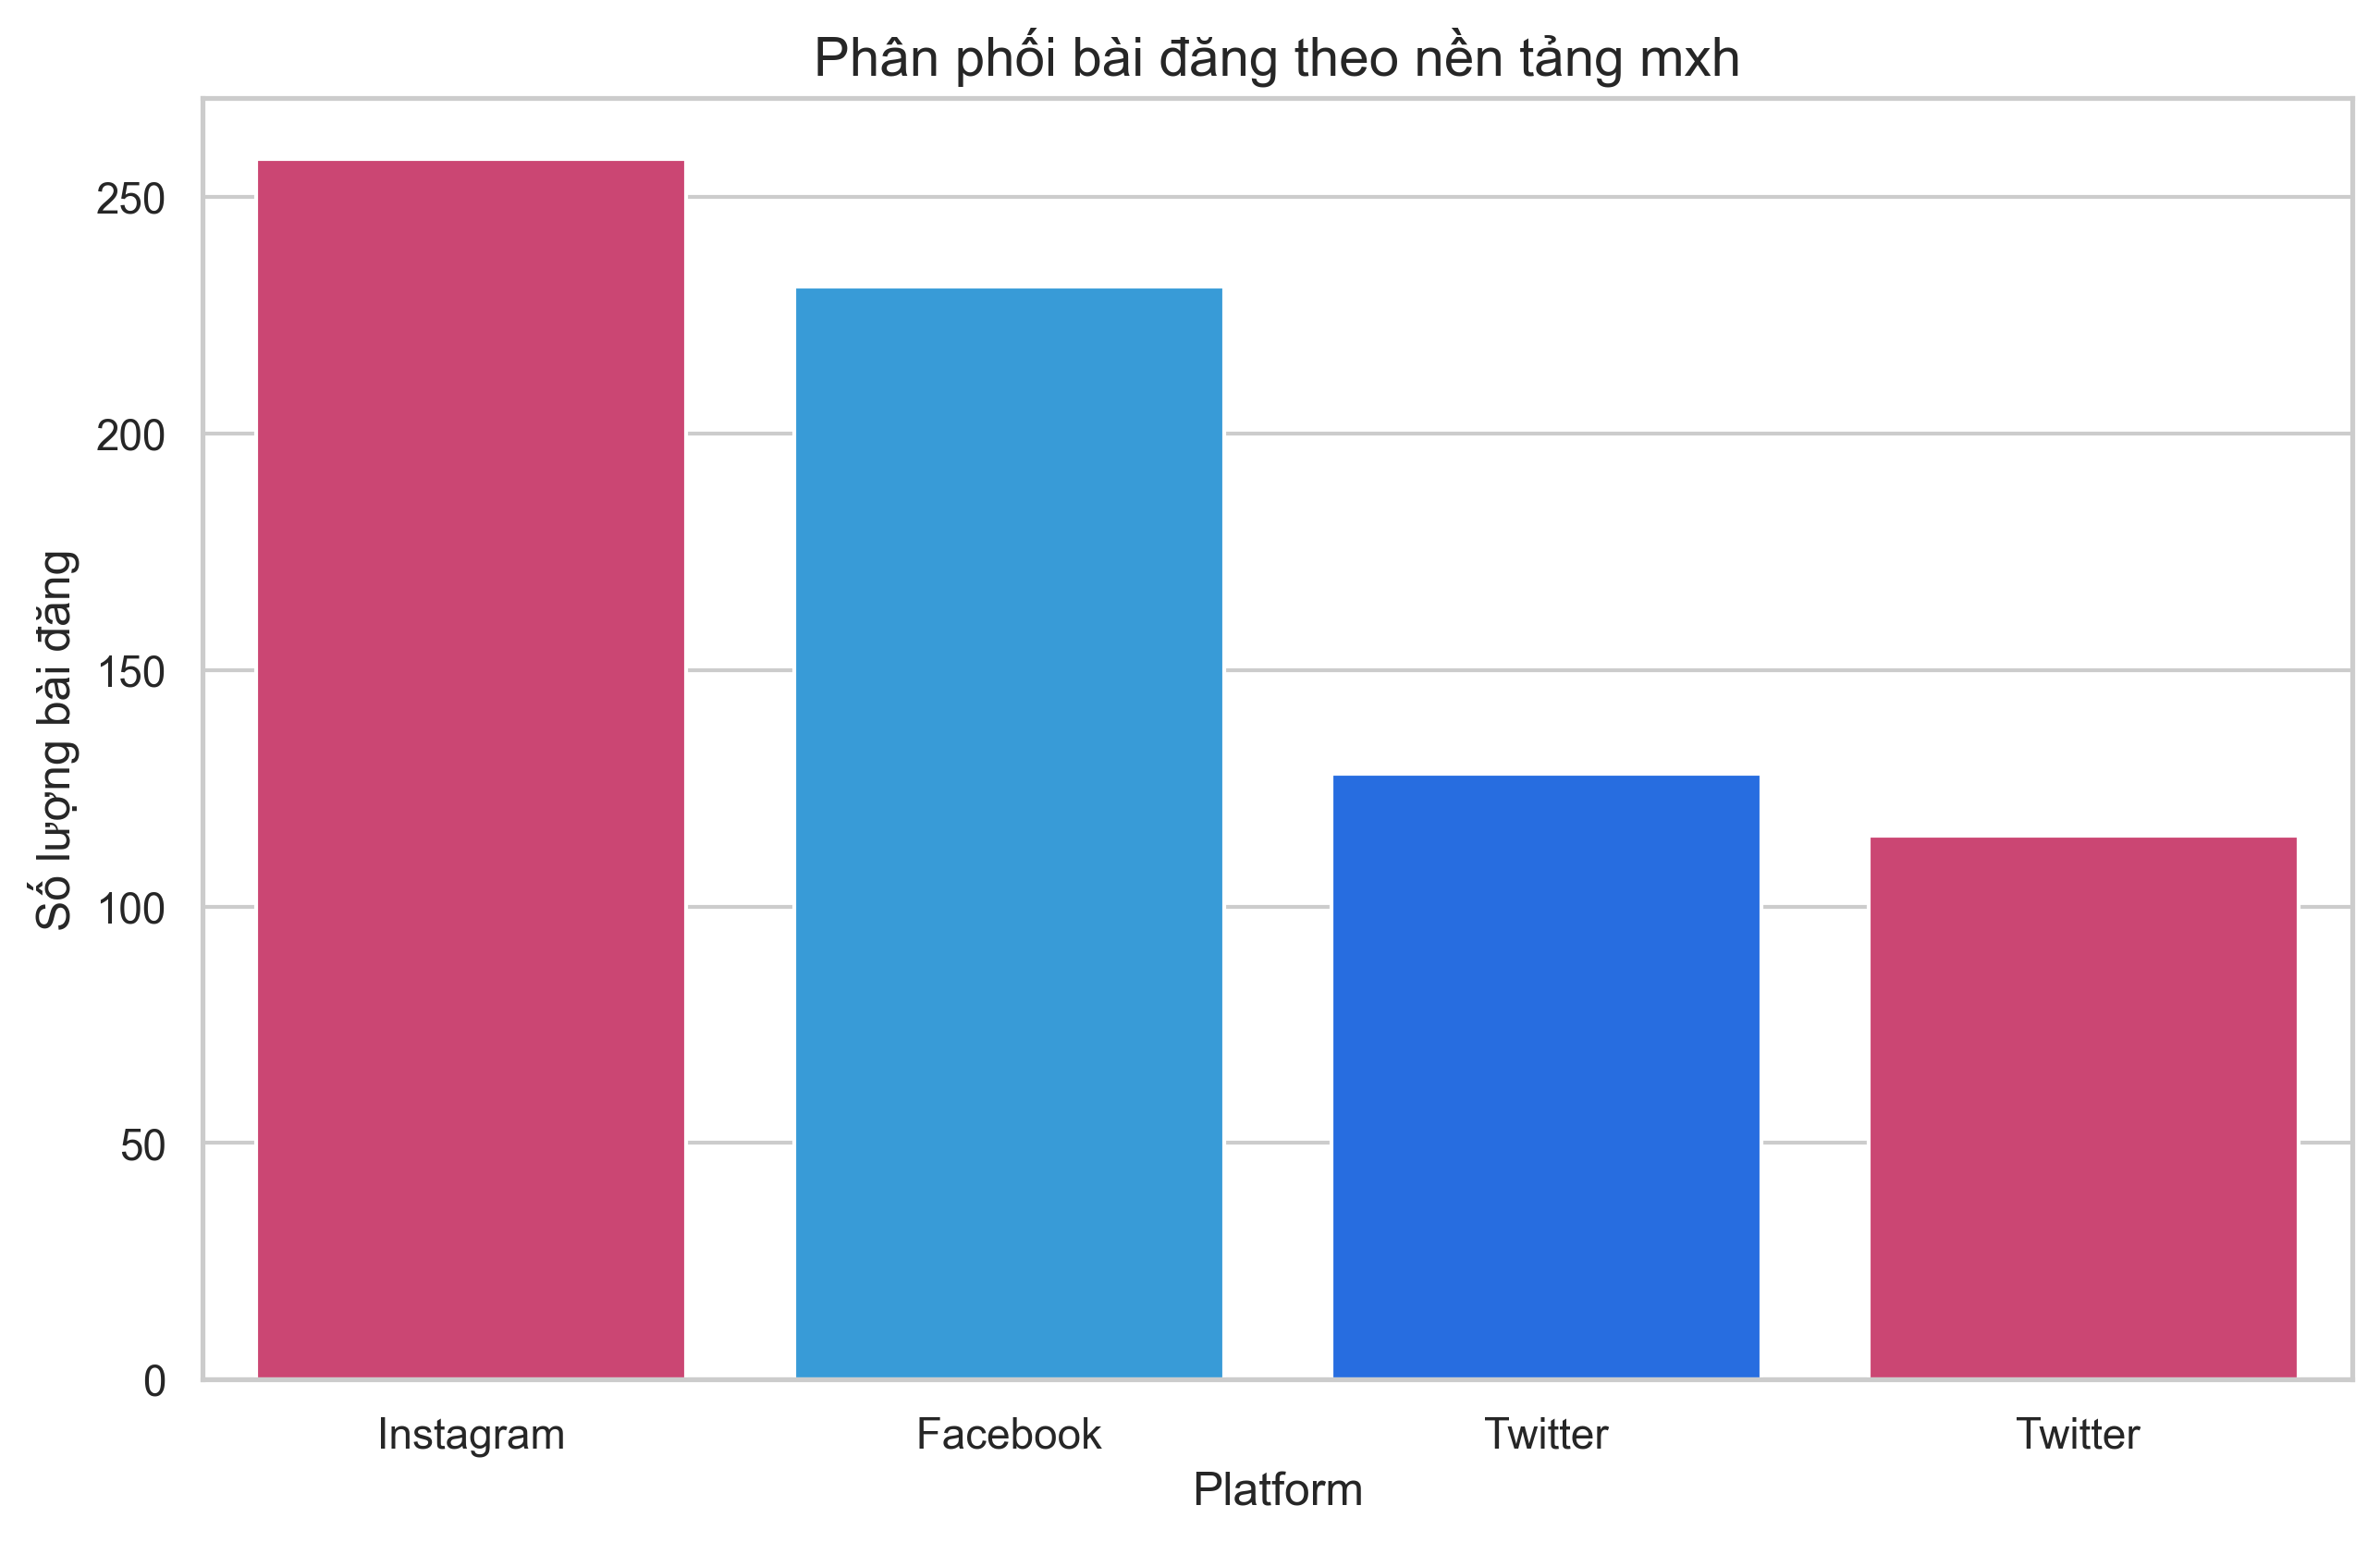 Phân phối bài đăng theo nền tảng mxh
Số lượng bài đăng
250
200
150
100
50
0
Instagram Facebook Twitter Twitter
Platform